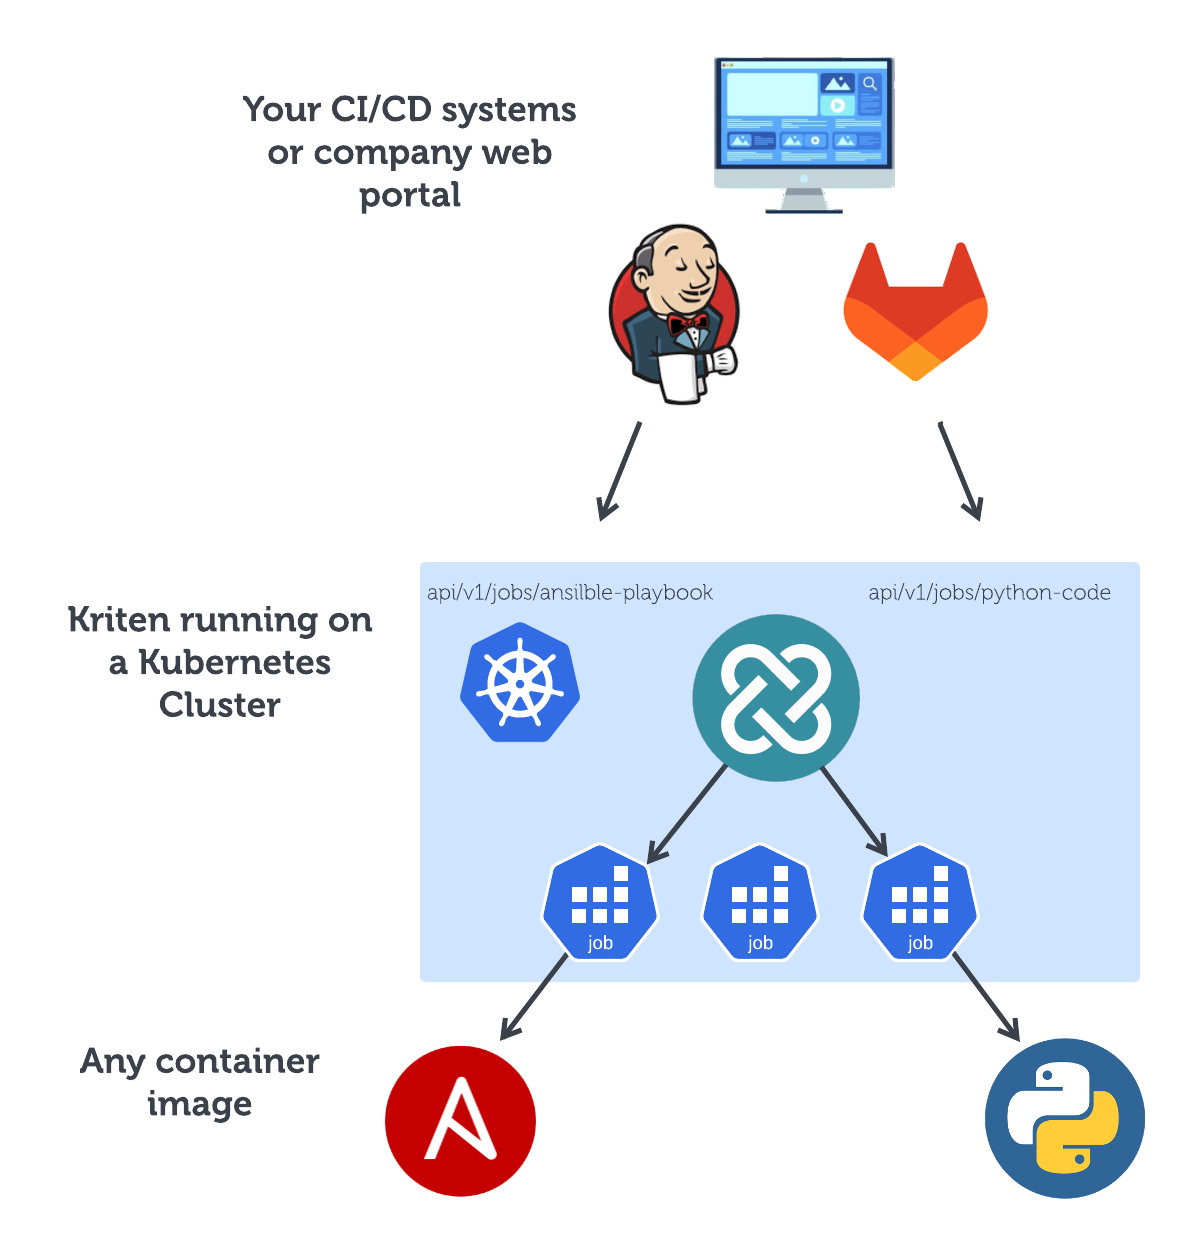 Your CI/CD systems
or company web
portal
api/v1/jobs/ansilble-playbook
api/v1/jobs/python-code
Kriten running on
a Kubernetes
Cluster
job
job
job
Any container
image